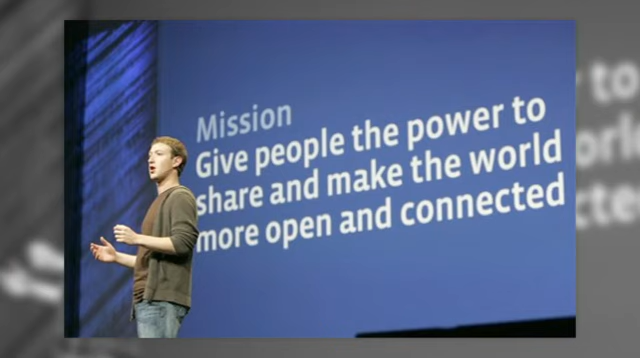 Mission
Give people the power to
share and make the world
more open and connected